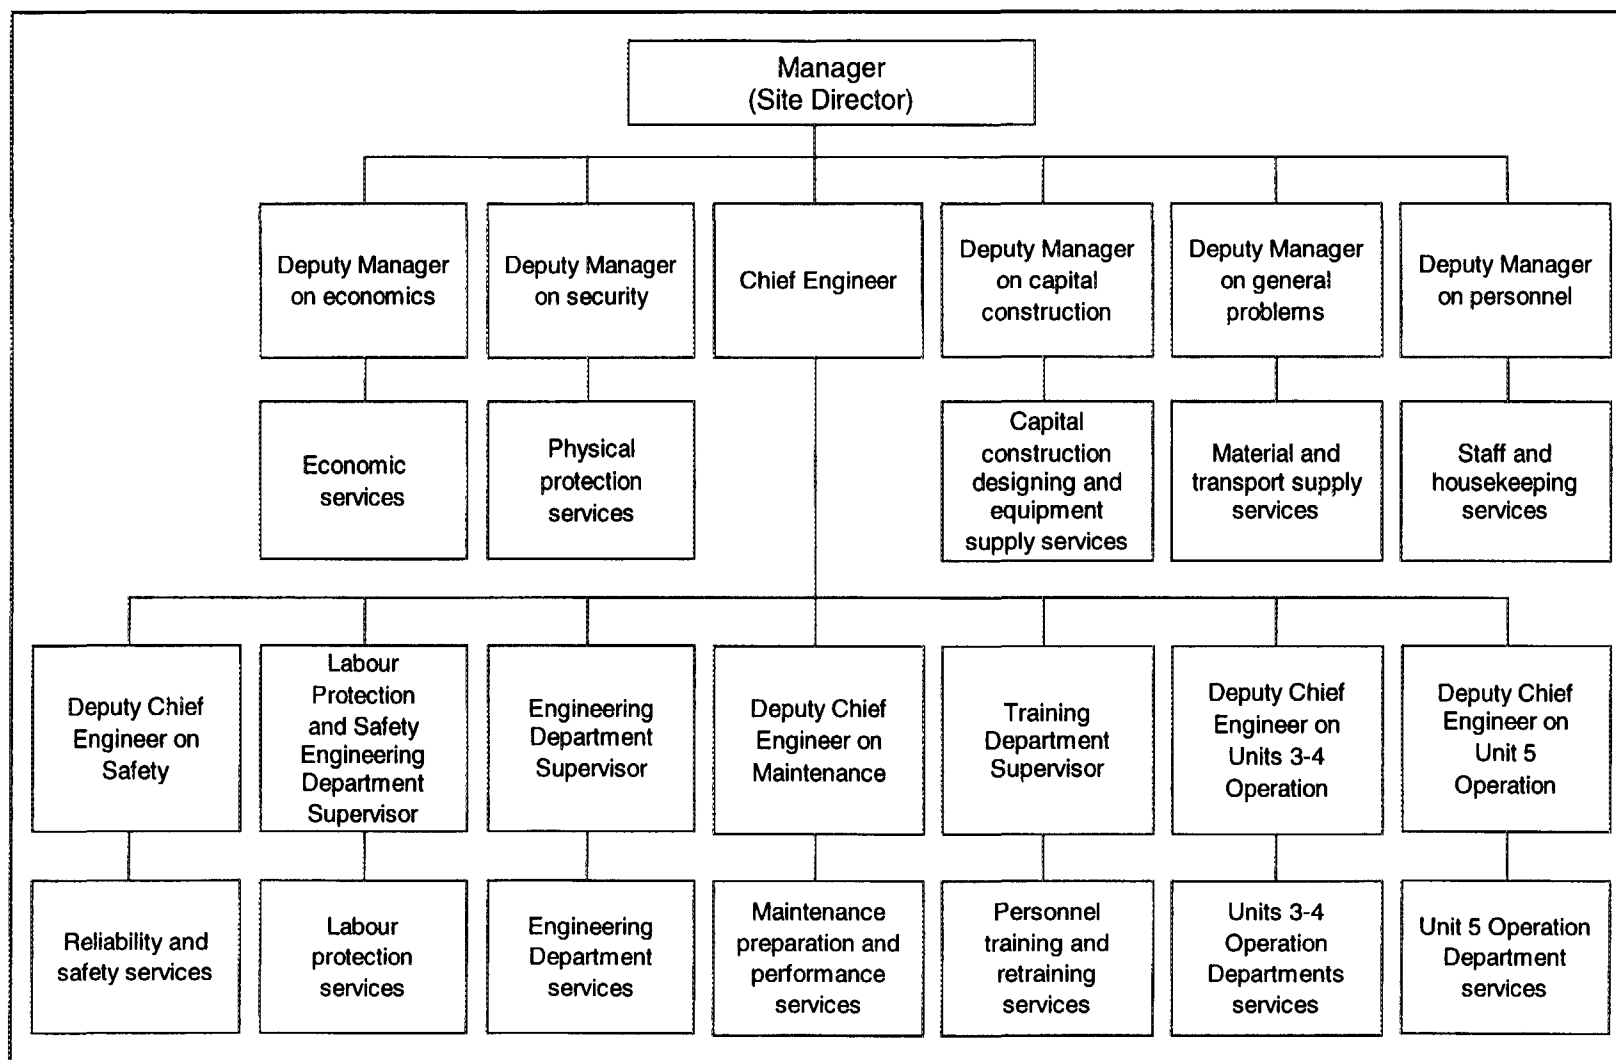 Manager
(Site Director)
Deputy Manager
on economics
Deputy Manager
on security
Chief Engineer
Deputy Manager
on capital
construction
Deputy Manager
on general
problems
Deputy Manager
on personnel
Economic
services
Physical
protection
services
Capital
construction
designing and
equipment
supply services
Material and
transport supply
services
Staff and
housekeeping
services
Deputy Chief
Engineer on
Safety
Labour
Protection
and Safety
Engineering
Department
Supervisor
Engineering
Department
Supervisor
Deputy Chief
Engineer on
Maintenance
Training
Department
Supervisor
Deputy Chief
Engineer on
Units 3-4
Operation
Deputy Chief
Engineer on
Unit 5
Operation
Reliability and
safety services
Labour
protection
services
Engineering
Department
services
Maintenance
preparation and
performance
services
Personnel
training and
retraining
services
Units 3-4
Operation
Departments
services
Unit 5 Operation
Department
services